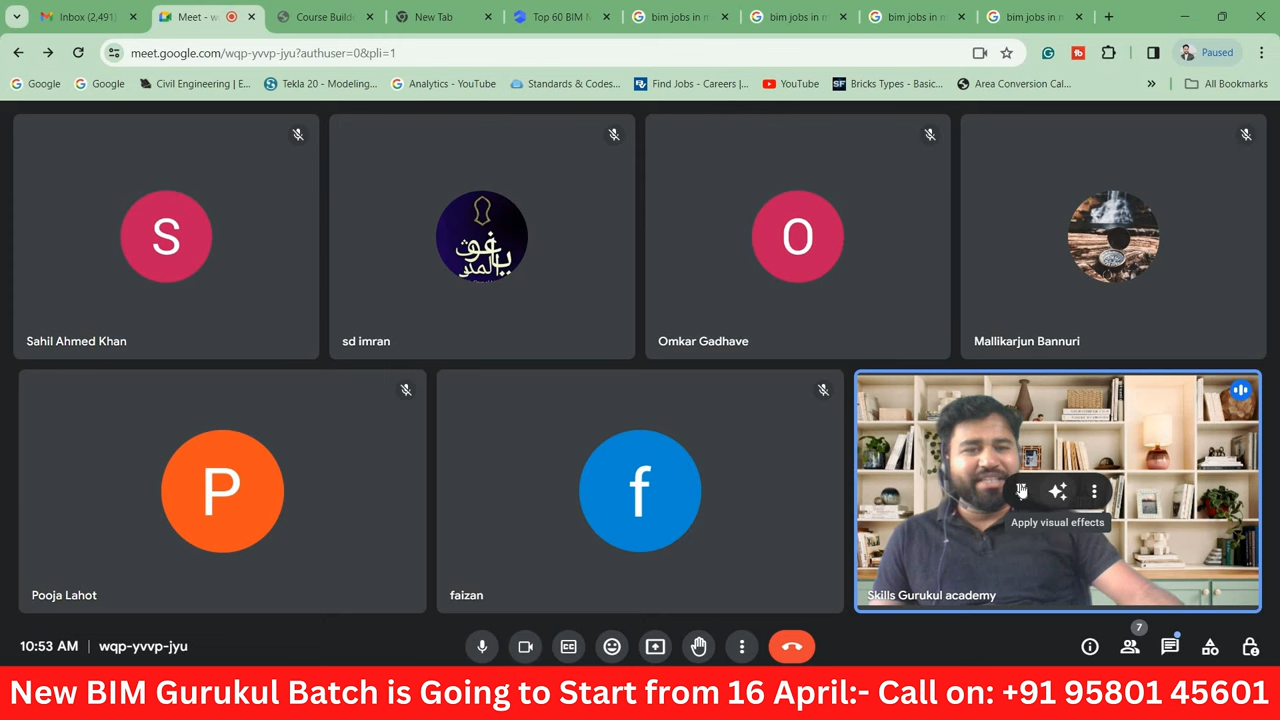 Inbox (2,491)
Meet - w
Course Build
New Tab
Top 60 BIM M
bim jobs in m
bim jobs in m
bim jobs in m
bim jobs in m
meet.google.com/wqp-yvvp-jyu?authuser=0&pli=1
Paused
Google
Google
Civil Engineering | E...
Tekla 20 - Modeling...
Analytics - YouTube
Standards & Codes...
Find Jobs - Careers |...
YouTube
Bricks Types - Basic...
Area Conversion Cal...
All Bookmarks
S
يا غوث
المدد
O
Sahil Ahmed Khan
sd imran
Omkar Gadhave
Mallikarjun Bannuri
P
f
Apply visual effects
Pooja Lahot
faizan
Skills Gurukul academy
7
10:53 AM | wqp-yvvp-jyu
New BIM Gurukul Batch is Going to Start from 16 April:- Call on: +91 95801 45601